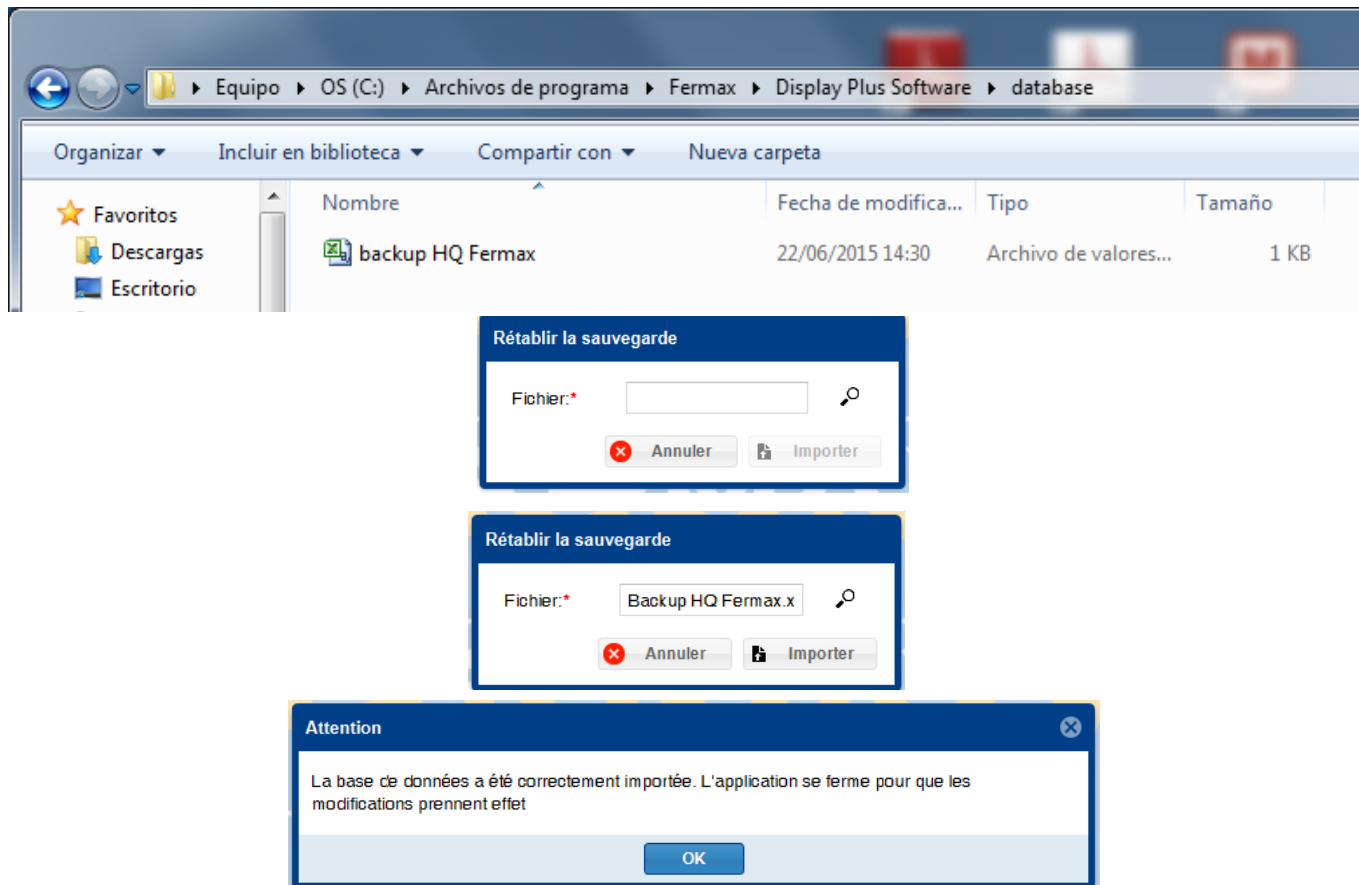 Equipo OS (C:) Archivos de programa Fermax Display Plus Software database
Organizar Incluir en biblioteca Compartir con Nueva carpeta
Nombre Fecha de modifica... Tipo Tamaño
Favoritos
Descargas
Escritorio
backup HQ Fermax 22/06/2015 14:30 Archivo de valores... 1 KB
Rétablir la sauvegarde
Fichier:*
Annuler Importer
Rétablir la sauvegarde
Fichier:* Backup HQ Fermax.x
Annuler Importer
Attention
La base de données a été correctement importée. L'application se ferme pour que les
modifications prennent effet
OK